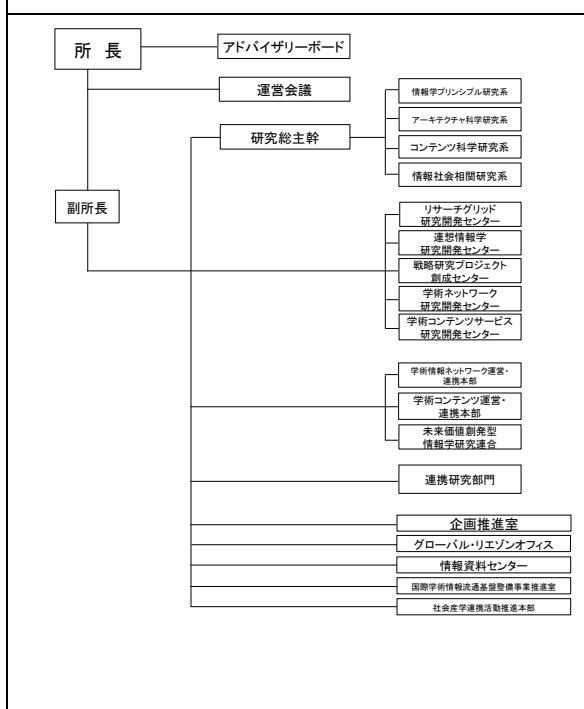 所 長
アドバイザリーボード
運営会議
研究総主幹
情報学プリンシプル研究系
アーキテクチャ科学研究系
コンテンツ科学研究系
情報社会相関研究系
副所長
リサーチグリッド
研究開発センター
連想情報学
研究開発センター
戦略研究プロジェクト
創成センター
学術ネットワーク
研究開発センター
学術コンテンツサービス
研究開発センター
学術情報ネットワーク運営・
連携本部
学術コンテンツ運営・
連携本部
未来価値創発型
情報学研究連合
連携研究部門
企画推進室
グローバル・リエゾンオフィス
情報資料センター
国際学術情報流通基盤整備事業推進室
社会産学連携活動推進本部